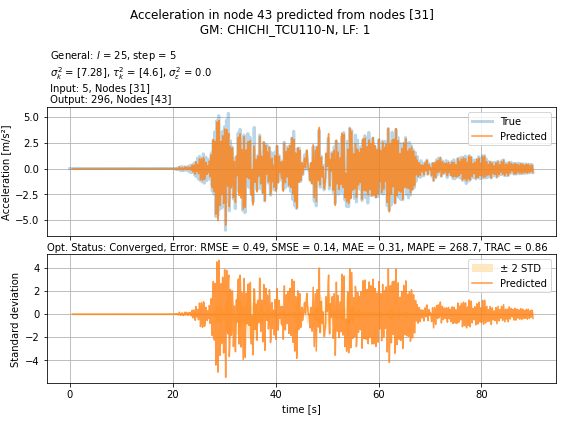 Acceleration in node 43 predicted from nodes [31]
GM: CHICHI_TCU110-N, LF: 1
General: l = 25, step = 5
σ²ₖ = [7.28], τ²ₖ = [4.6], σ²ε = 0.0
Input: 5, Nodes [31]
Output: 296, Nodes [43]
Acceleration [m/s²]
5.0
2.5
0.0
−2.5
−5.0
True
Predicted
Opt. Status: Converged, Error: RMSE = 0.49, SMSE = 0.14, MAE = 0.31, MAPE = 268.7, TRAC = 0.86
Standard deviation
4
2
0
−2
−4
± 2 STD
Predicted
0 20 40 60 80
time [s]